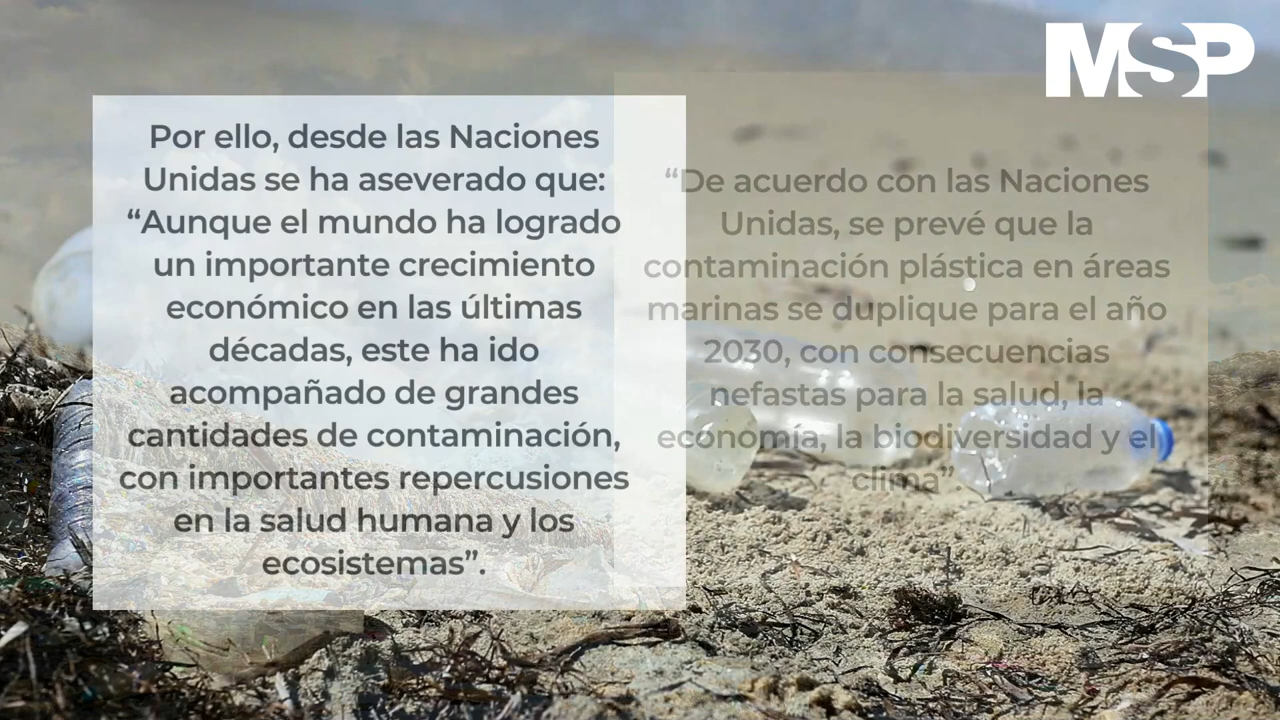 MSP
Por ello, desde las Naciones
Unidas se ha aseverado que:
“Aunque el mundo ha logrado
un importante crecimiento
económico en las últimas
décadas, este ha ido
acompañado de grandes
cantidades de contaminación,
con importantes repercusiones
en la salud humana y los
ecosistemas”.
“De acuerdo con las Naciones
Unidas, se prevé que la
contaminación plástica en áreas
marinas se duplique para el año
2030, con consecuencias
nefastas para la salud, la
economía, la biodiversidad y el
clima”